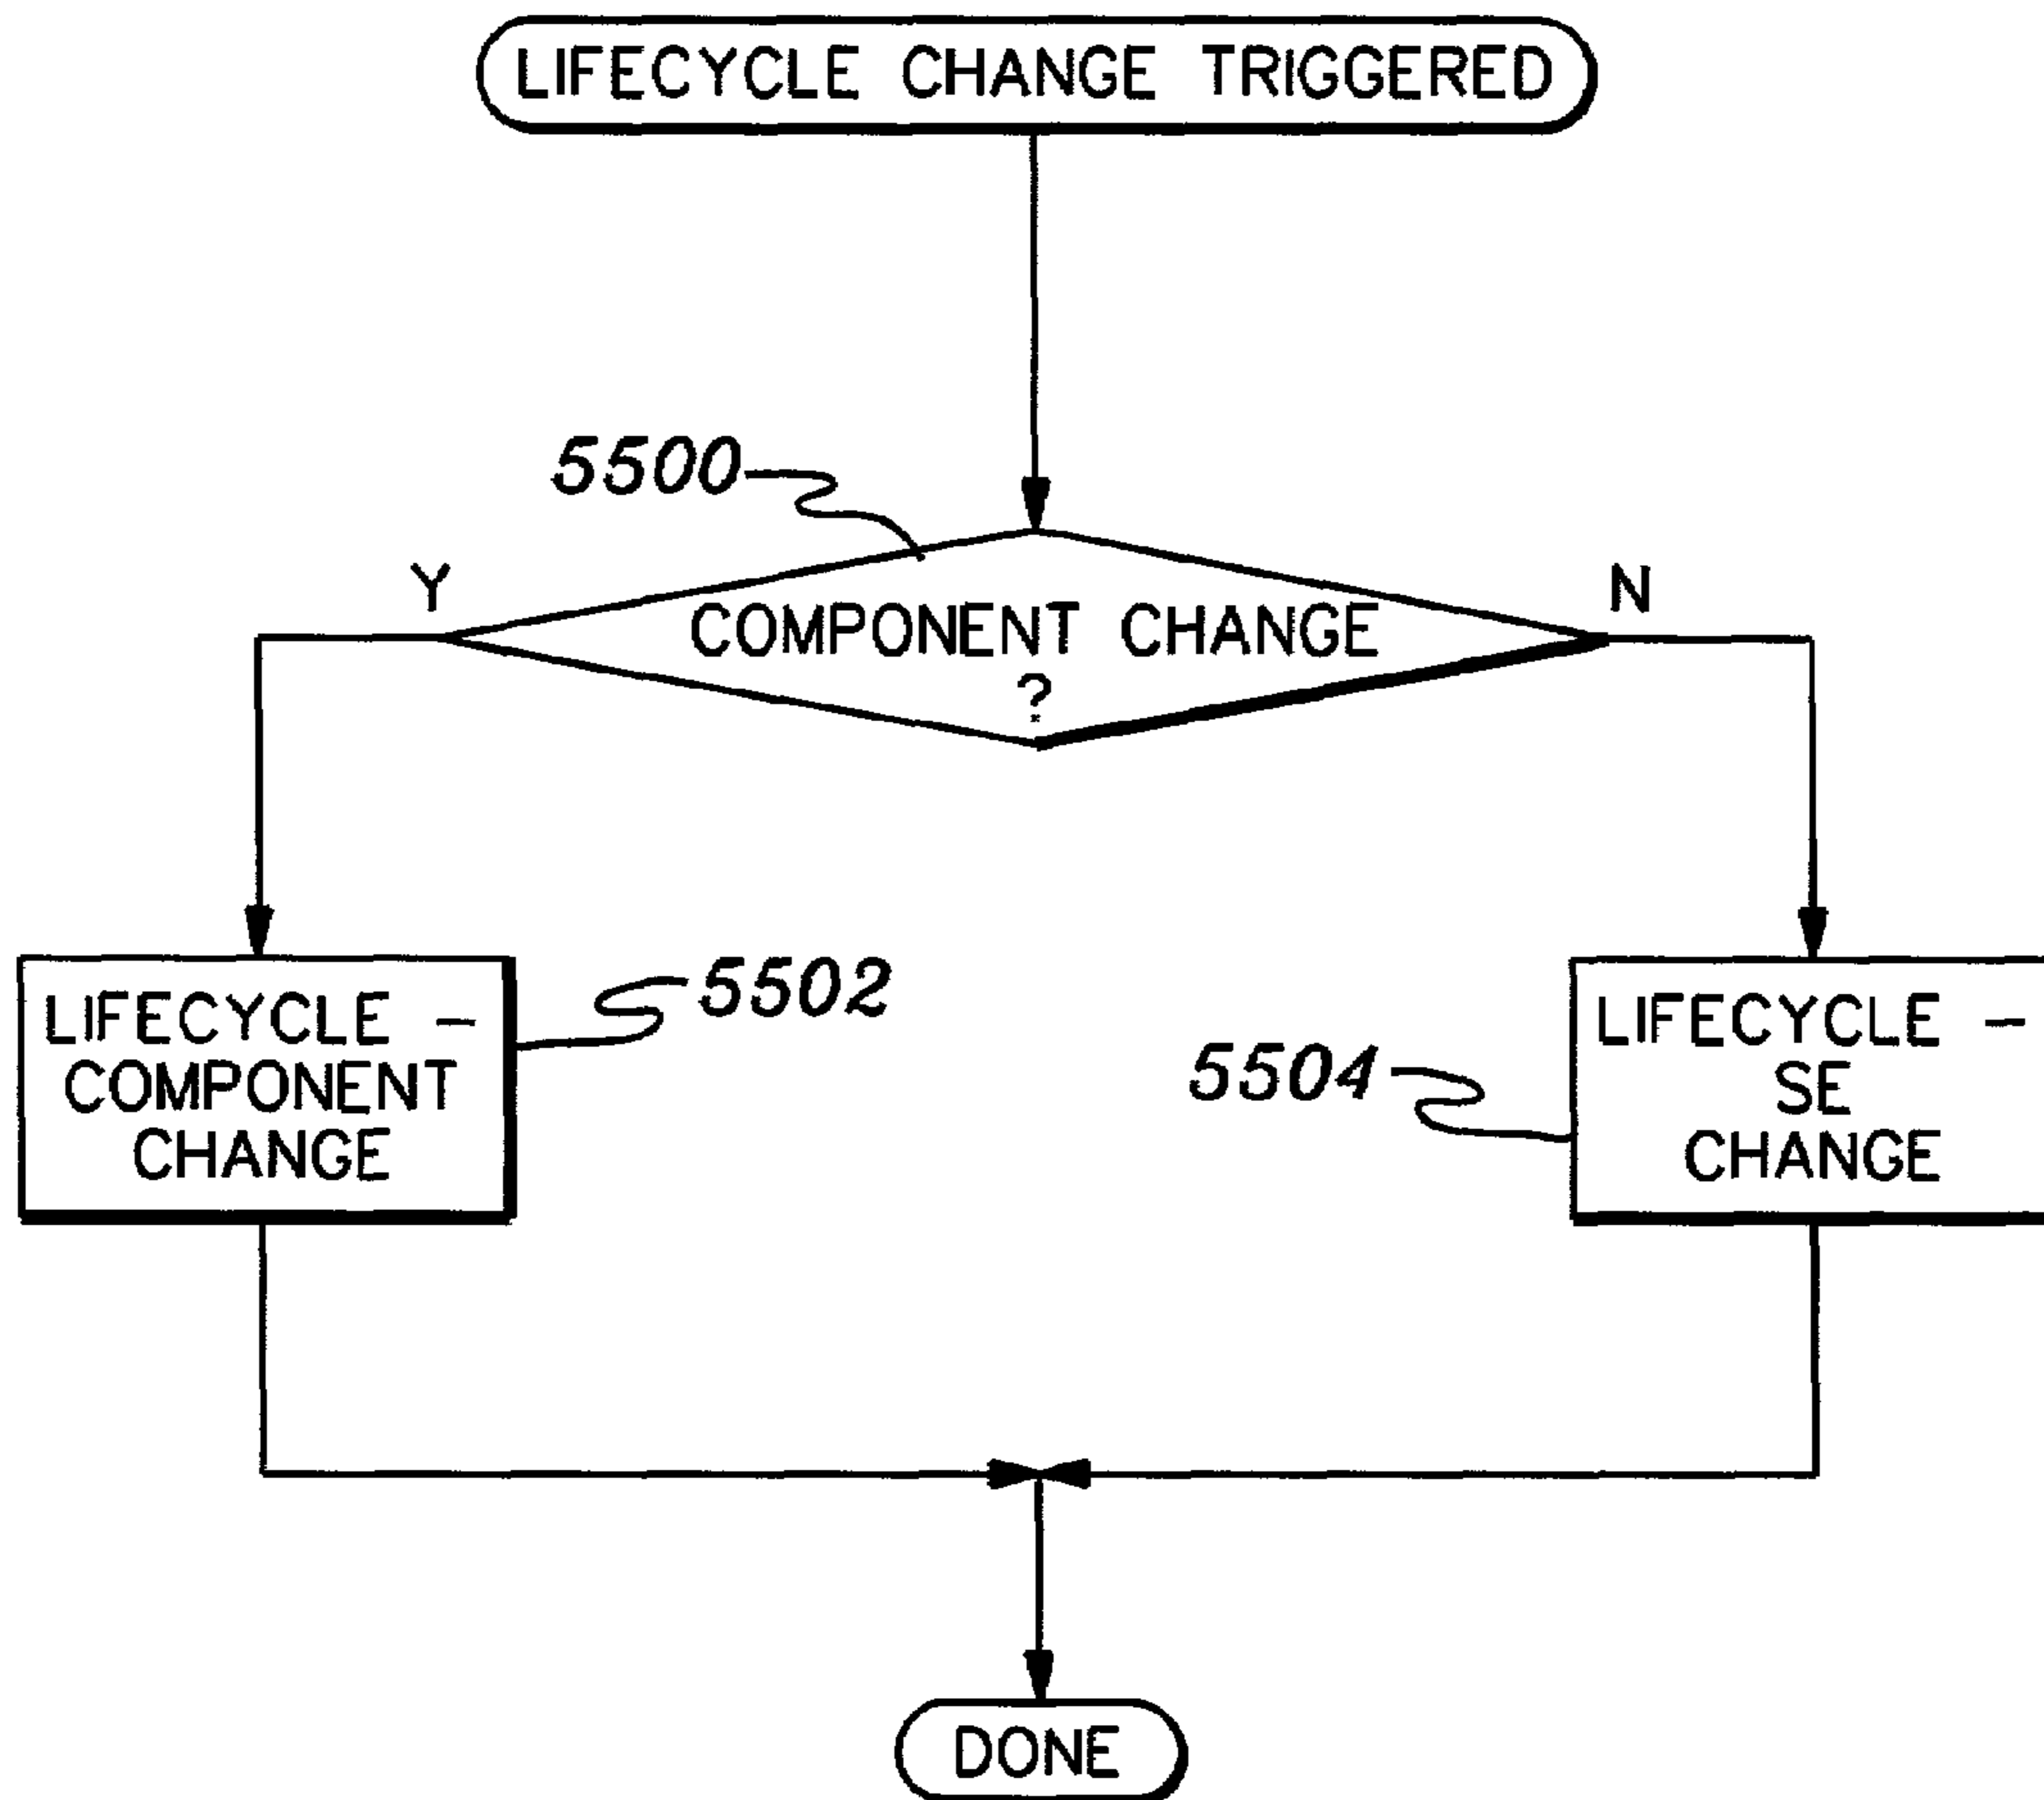 LIFECYCLE CHANGE TRIGGERED
5500
Y
N
COMPONENT CHANGE
?
LIFECYCLE –
COMPONENT
CHANGE
5502
5504
LIFECYCLE –
SE
CHANGE
DONE